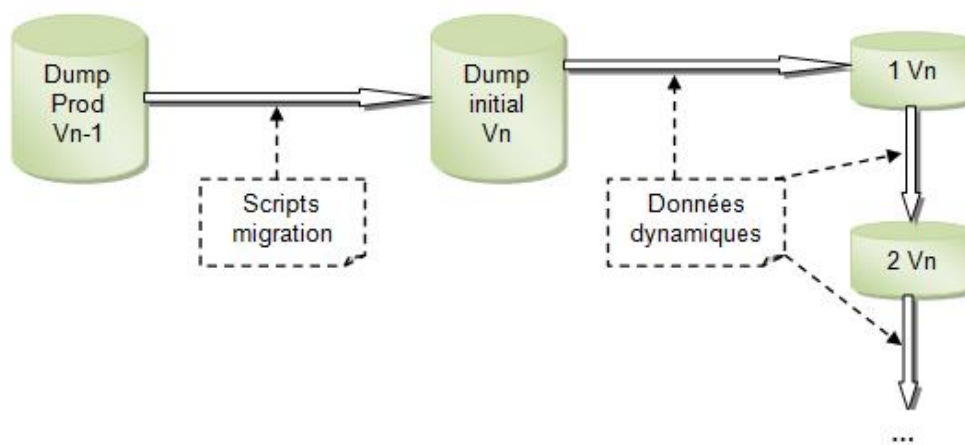 Dump
Prod
Vn-1
Dump
initial
Vn
1 Vn
Scripts
migration
Données
dynamiques
2 Vn
...